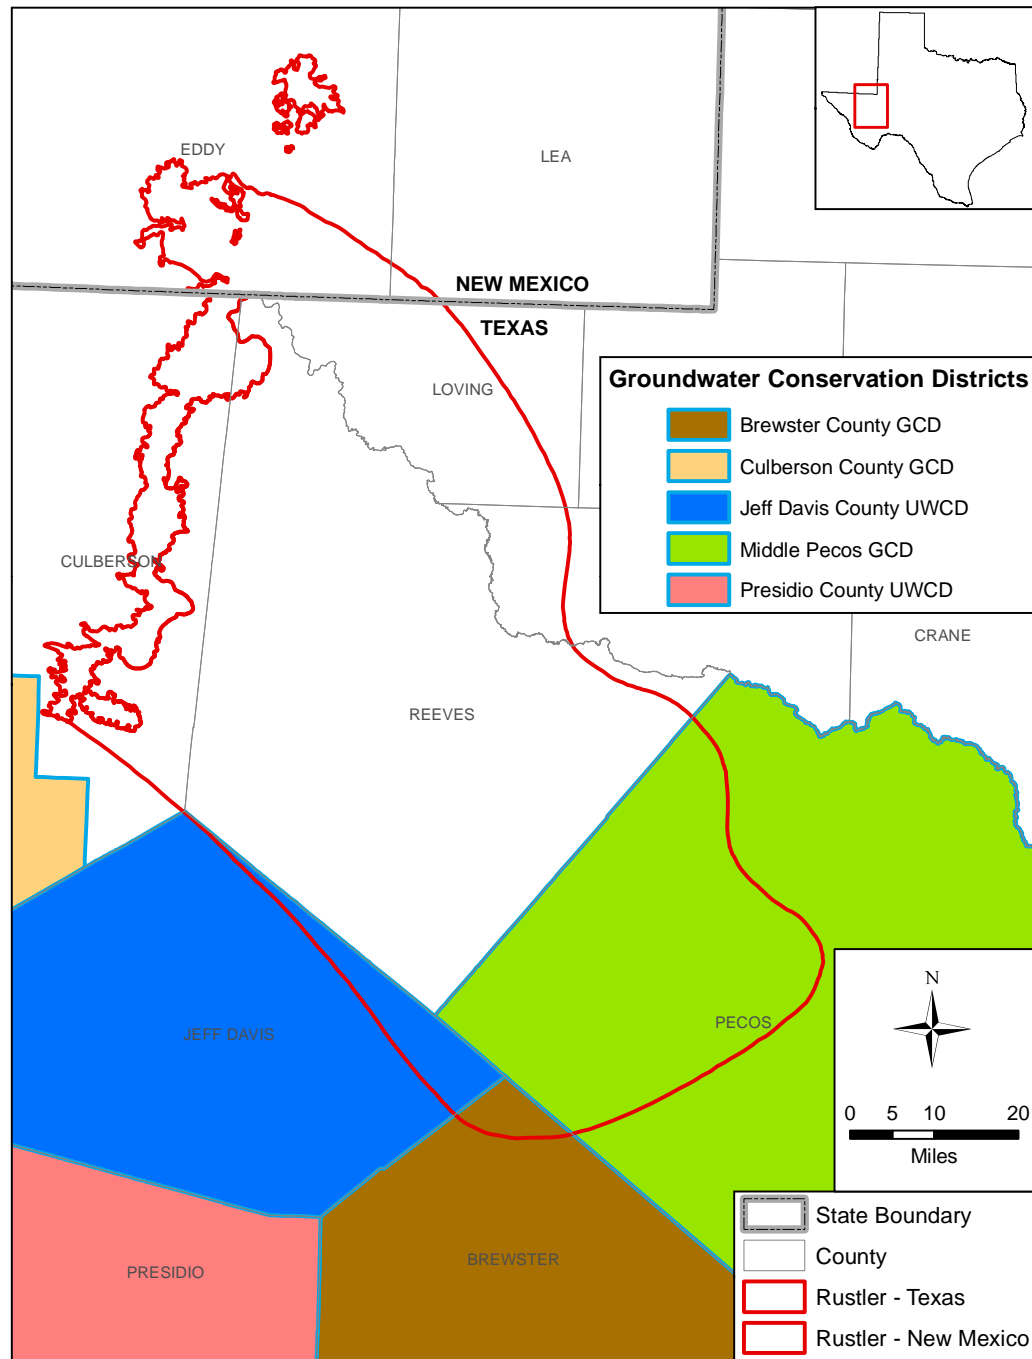 EDDY
LEA
NEW MEXICO
TEXAS
LOVING
Groundwater Conservation Districts
Brewster County GCD
Culberson County GCD
Jeff Davis County UWCD
Middle Pecos GCD
Presidio County UWCD
CULBERSON
CRANE
REEVES
N
JEFF DAVIS
PECOS
0 5 10 20
Miles
State Boundary
County
Rustler - Texas
Rustler - New Mexico
PRESIDIO
BREWSTER